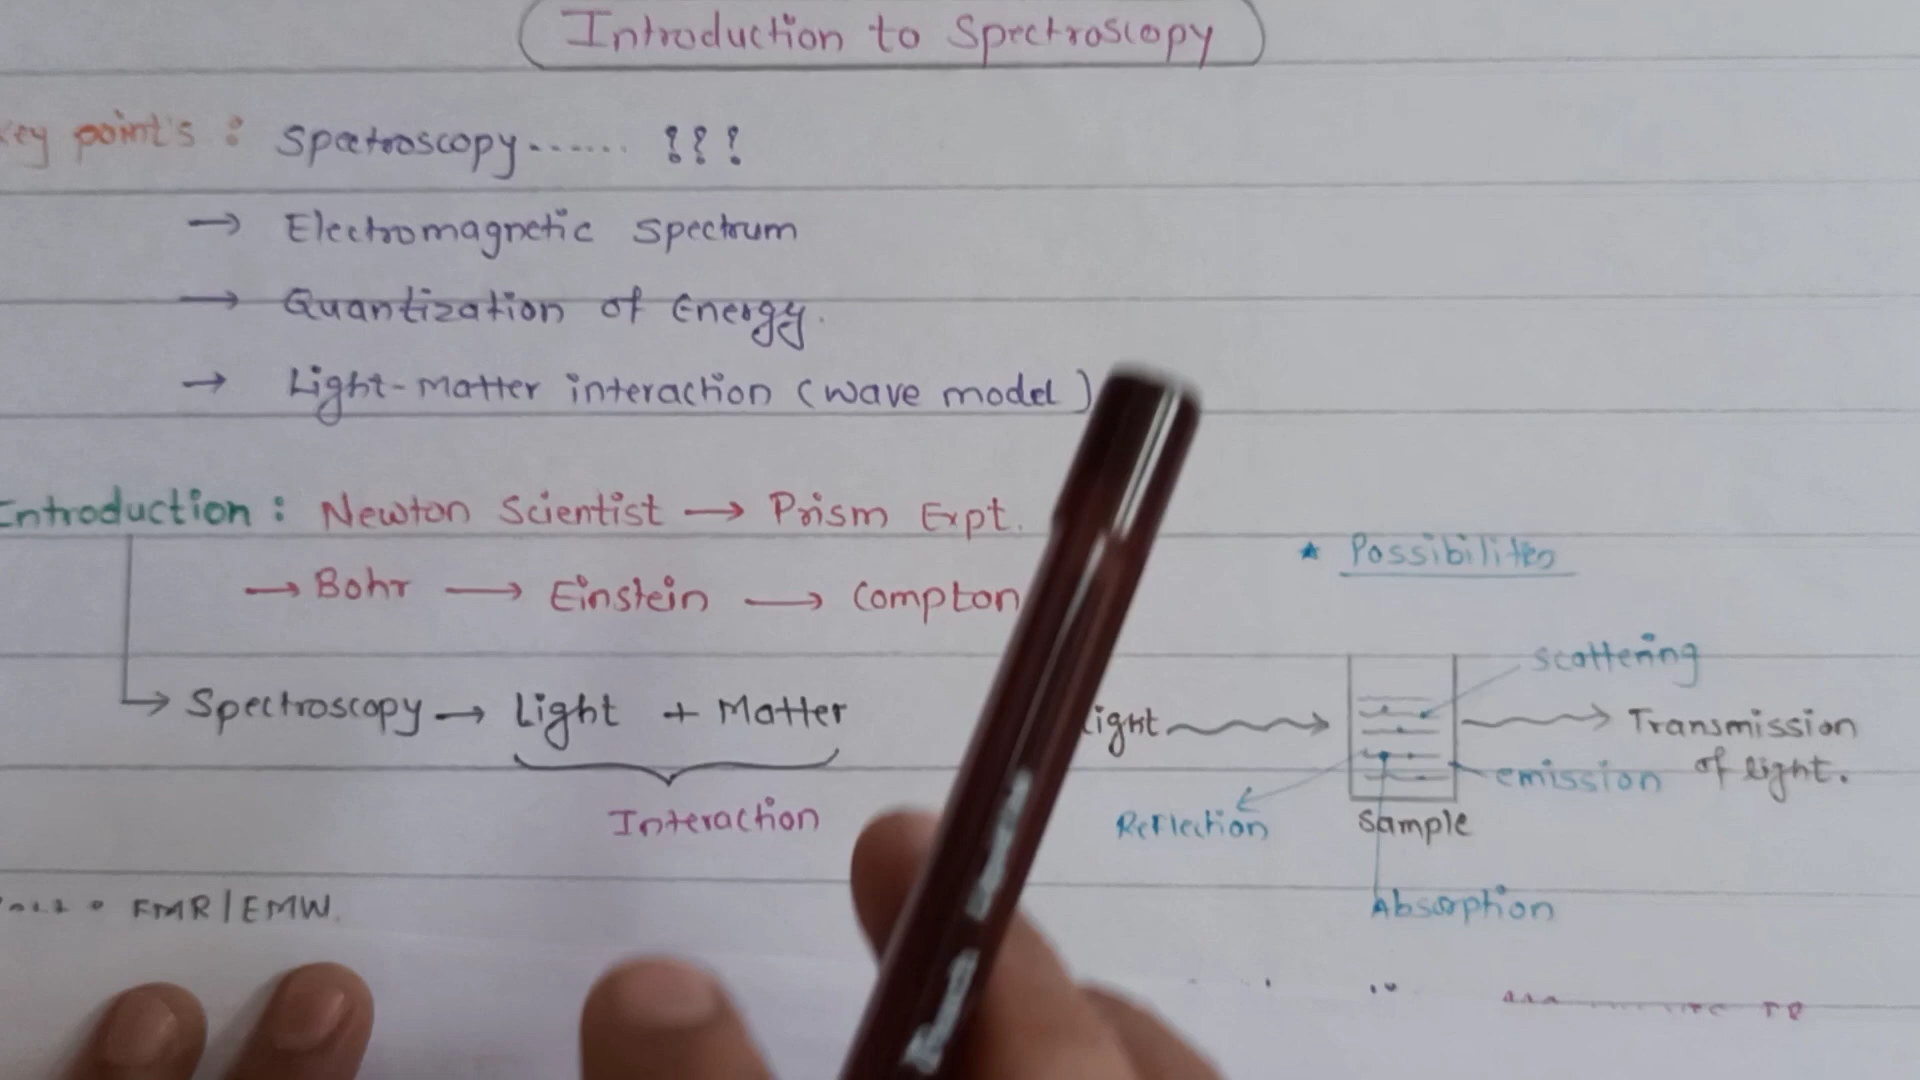 Introduction to Spectroscopy
Key point's : Spectroscopy...... ???
→ Electromagnetic Spectrum
→ Quantization of Energy.
→ Light-Matter interaction (wave model)
Introduction : Newton Scientist → Prism Expt.
→ Bohr → Einstein → Compton
Spectroscopy → Light + Matter
Interaction
★ Possibilites
Scattering
Light
Transmission
of light.
emission
Reflection
Sample
Absorption
EMR/EMW.